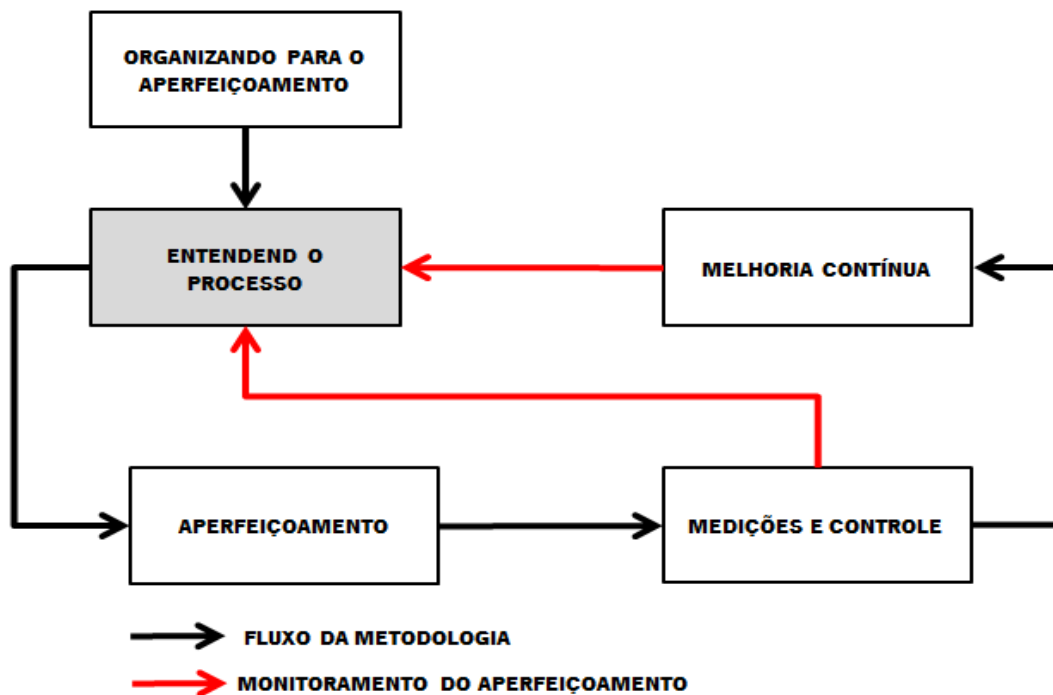 ORGANIZANDO PARA O
APERFEIÇOAMENTO
ENTENDEND O
PROCESSO
MELHORIA CONTÍNUA
APERFEIÇOAMENTO
MEDIÇÕES E CONTROLE
FLUXO DA METODOLOGIA
MONITORAMENTO DO APERFEIÇOAMENTO